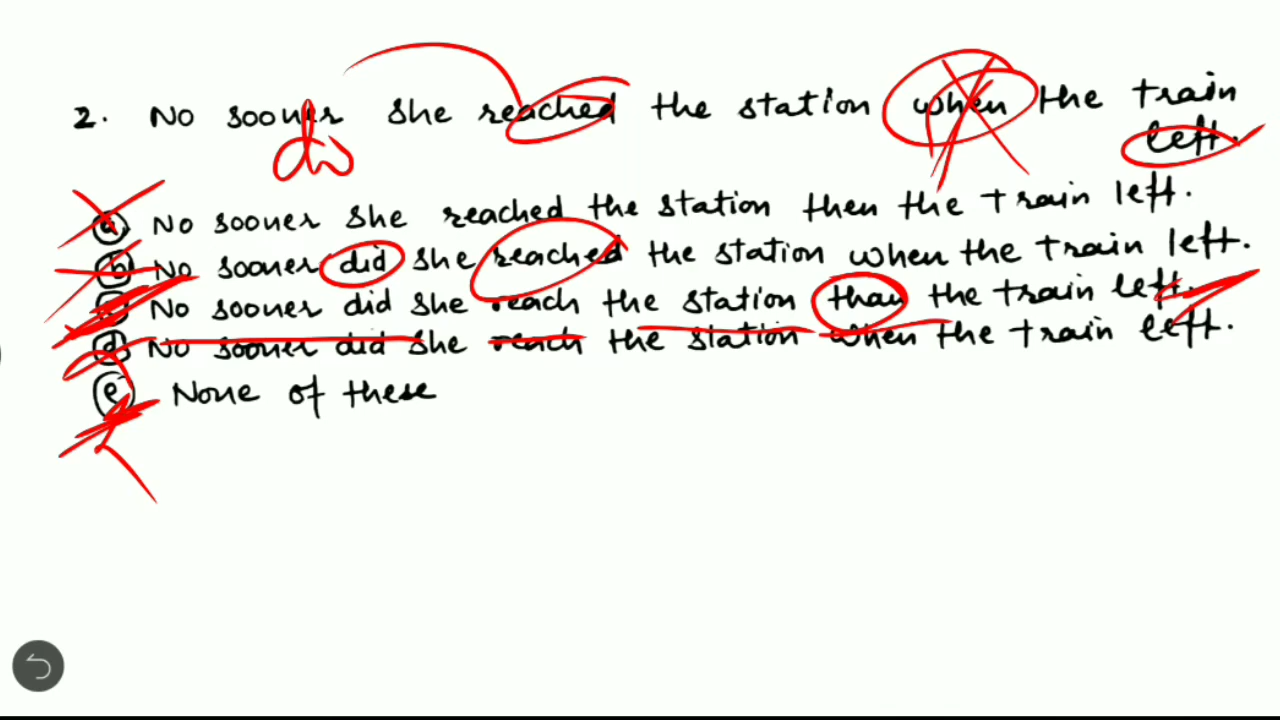 2. No sooner she reached the station when the train
left.
did
(a) No sooner she reached the station then the train left.
(b) No sooner did she reached the station when the train left.
(c) No sooner did she reach the station than the train left.
(d) No sooner did she reach the station when the train left.
(e) None of these